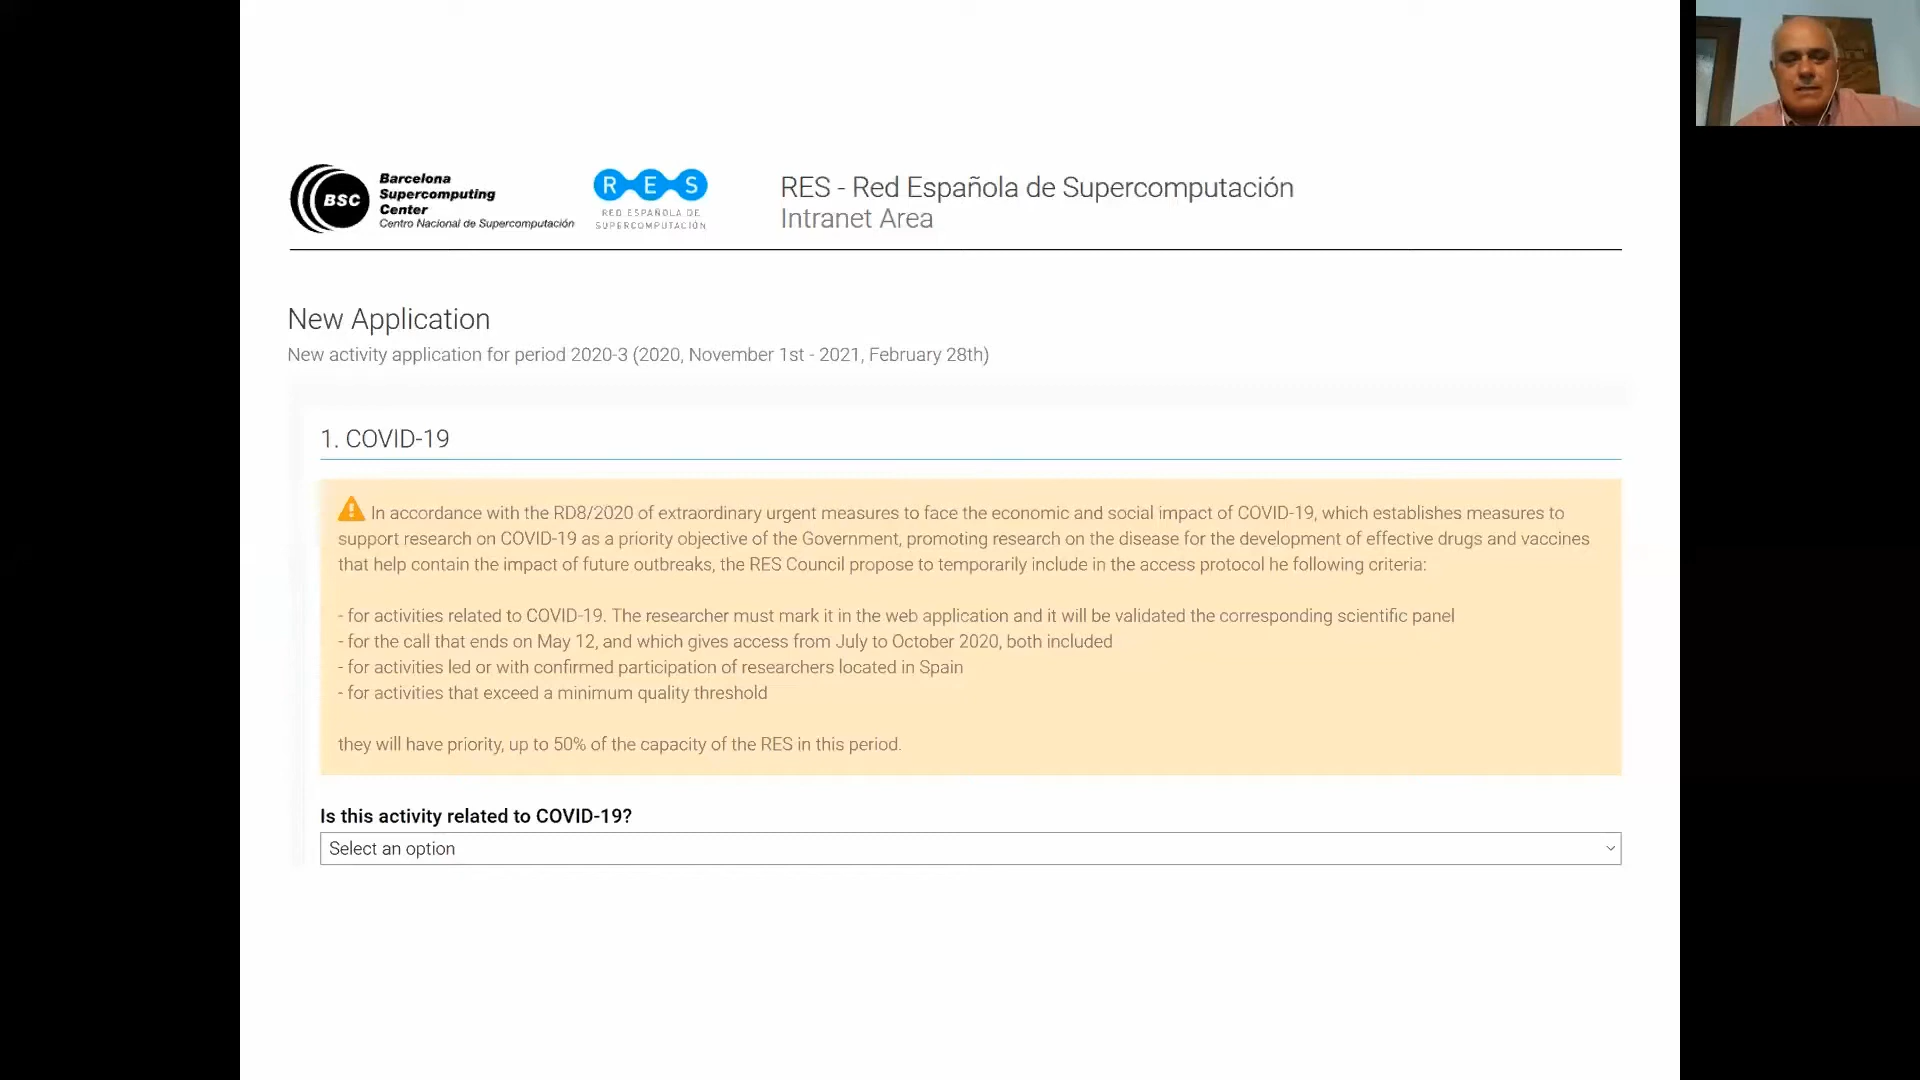 BSC
Barcelona
Supercomputing
Center
Centro Nacional de Supercomputación
RES
RED ESPAÑOLA DE
SUPERCOMPUTACIÓN
RES - Red Española de Supercomputación
Intranet Area
New Application
New activity application for period 2020-3 (2020, November 1st - 2021, February 28th)
1. COVID-19
In accordance with the RD8/2020 of extraordinary urgent measures to face the economic and social impact of COVID-19, which establishes measures to
support research on COVID-19 as a priority objective of the Government, promoting research on the disease for the development of effective drugs and vaccines
that help contain the impact of future outbreaks, the RES Council propose to temporarily include in the access protocol he following criteria:
- for activities related to COVID-19. The researcher must mark it in the web application and it will be validated the corresponding scientific panel
- for the call that ends on May 12, and which gives access from July to October 2020, both included
- for activities led or with confirmed participation of researchers located in Spain
- for activities that exceed a minimum quality threshold
they will have priority, up to 50% of the capacity of the RES in this period.
Is this activity related to COVID-19?
Select an option